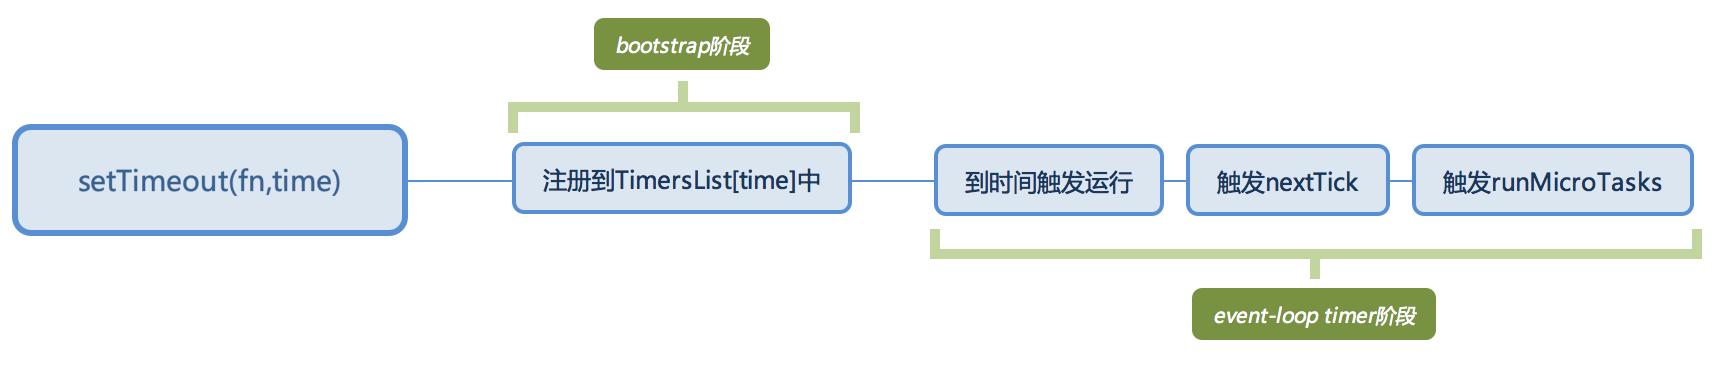 bootstrap阶段
setTimeout(fn,time)
注册到TimersList[time]中
到时间触发运行
触发nextTick
触发runMicroTasks
event-loop timer阶段